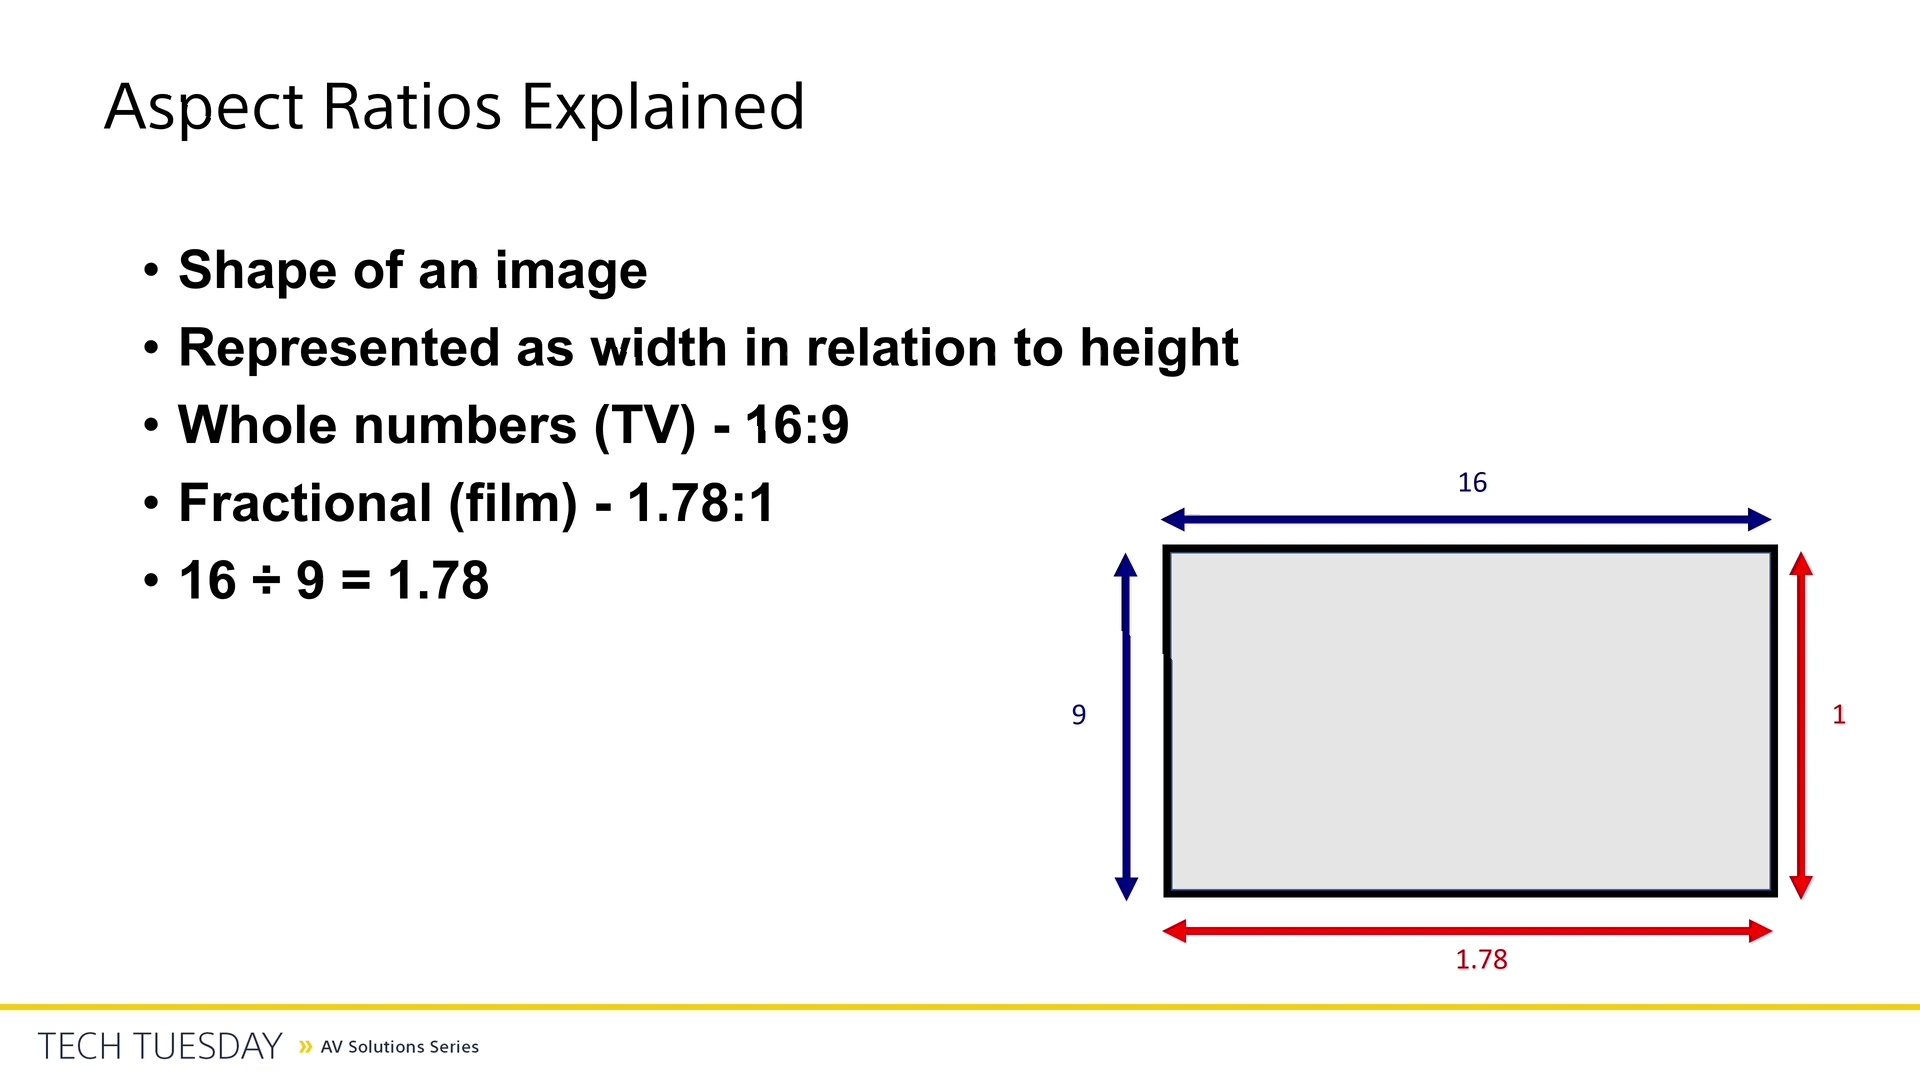 Aspect Ratios Explained
• Shape of an image
• Represented as width in relation to height
• Whole numbers (TV) - 16:9
• Fractional (film) - 1.78:1
• 16 ÷ 9 = 1.78
16
9
1
1.78
TECH TUESDAY » AV Solutions Series